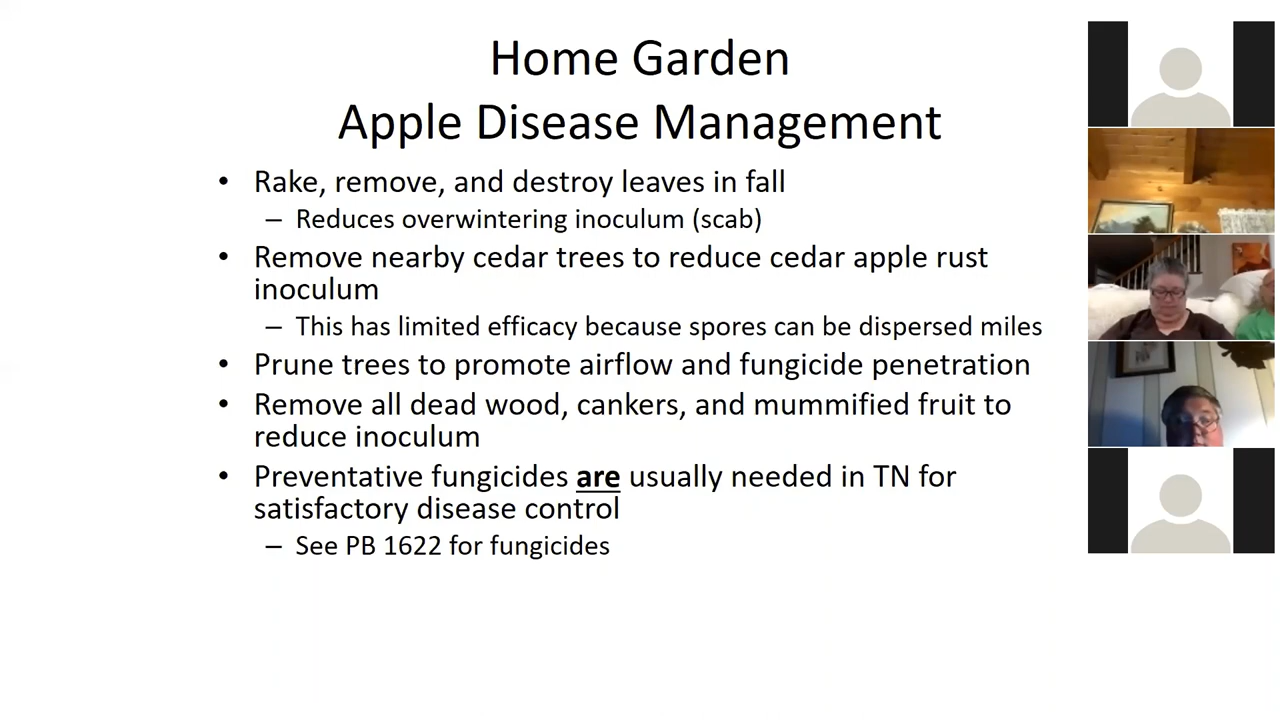 Home Garden
Apple Disease Management
• Rake, remove, and destroy leaves in fall
– Reduces overwintering inoculum (scab)
• Remove nearby cedar trees to reduce cedar apple rust
inoculum
– This has limited efficacy because spores can be dispersed miles
• Prune trees to promote airflow and fungicide penetration
• Remove all dead wood, cankers, and mummified fruit to
reduce inoculum
• Preventative fungicides are usually needed in TN for
satisfactory disease control
– See PB 1622 for fungicides